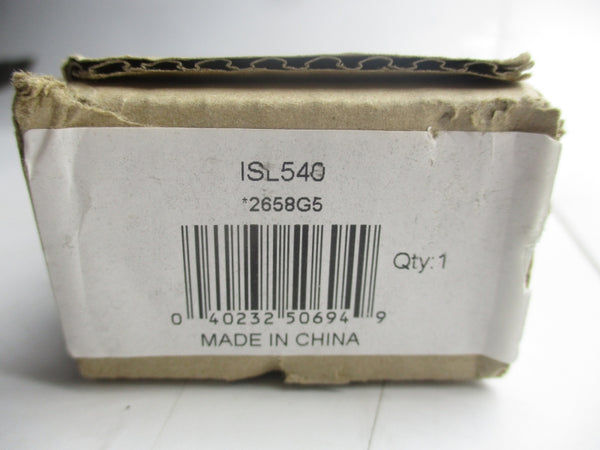 ISL540
*2658G5
Qty:1
0 40232 50694 9
MADE IN CHINA